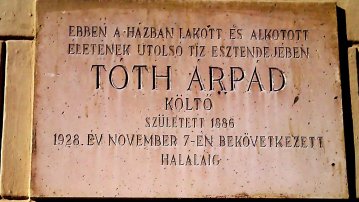 EBBEN A HÁZBAN LAKOTT ÉS ALKOTOTT
ÉLETÉNEK UTOLSÓ TÍZ ESZTENDEJÉBEN
TÓTH ÁRPÁD
KÖLTŐ
SZÜLETETT 1886
1928. ÉV NOVEMBER 7-ÉN BEKÖVETKEZETT
HALÁLÁIG